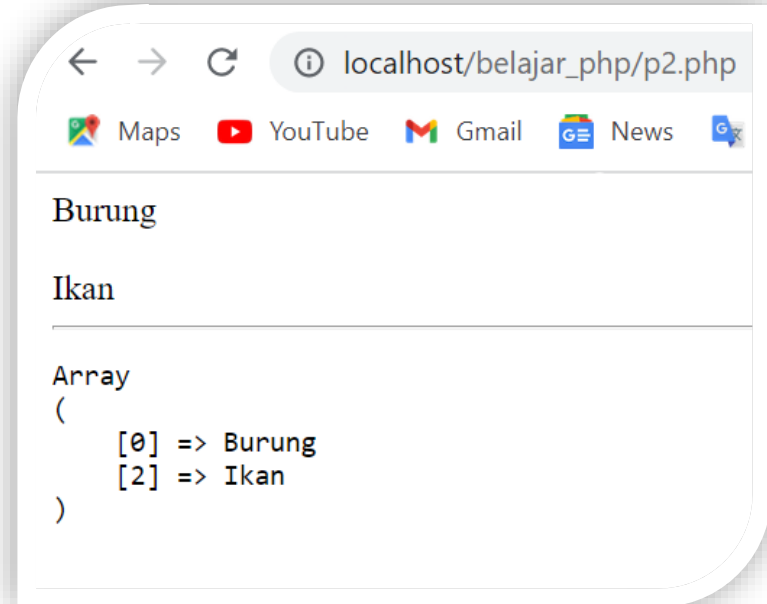 localhost/belajar_php/p2.php
Maps YouTube Gmail News
Burung
Ikan
Array
(
    [0] => Burung
    [2] => Ikan
)